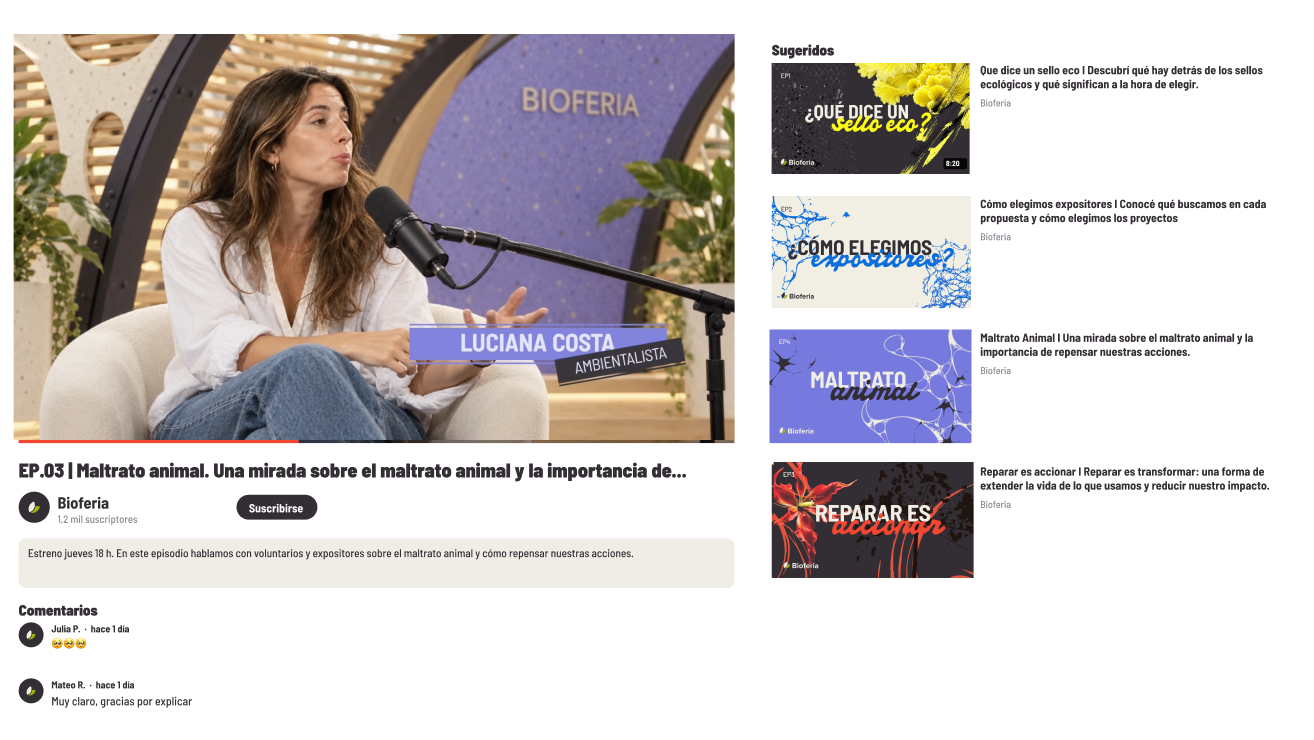 BIOFERIA
LUCIANA COSTA
AMBIENTALISTA
EP.03 | Maltrato animal. Una mirada sobre el maltrato animal y la importancia de...
Bioferia
1,2 mil suscriptores
Suscribirse
Estreno jueves 18 h. En este episodio hablamos con voluntarios y expositores sobre el maltrato animal y cómo repensar nuestras acciones.
Comentarios
Julia P. · hace 1 día
🥹🥹🥹
Mateo R. · hace 1 día
Muy claro, gracias por explicar
Sugeridos
EP1
¿QUÉ DICE UN
sello eco?
Bioferia
8:20
Que dice un sello eco I Descubrí qué hay detrás de los sellos
ecológicos y qué significan a la hora de elegir.
Bioferia
EP2
¿CÓMO ELEGIMOS
expositores?
Bioferia
Cómo elegimos expositores I Conocé qué buscamos en cada
propuesta y cómo elegimos los proyectos
Bioferia
EP4
MALTRATO
animal
Bioferia
Maltrato Animal I Una mirada sobre el maltrato animal y la
importancia de repensar nuestras acciones.
Bioferia
EP3
REPARAR ES
accionar
Bioferia
Reparar es accionar I Reparar es transformar: una forma de
extender la vida de lo que usamos y reducir nuestro impacto.
Bioferia